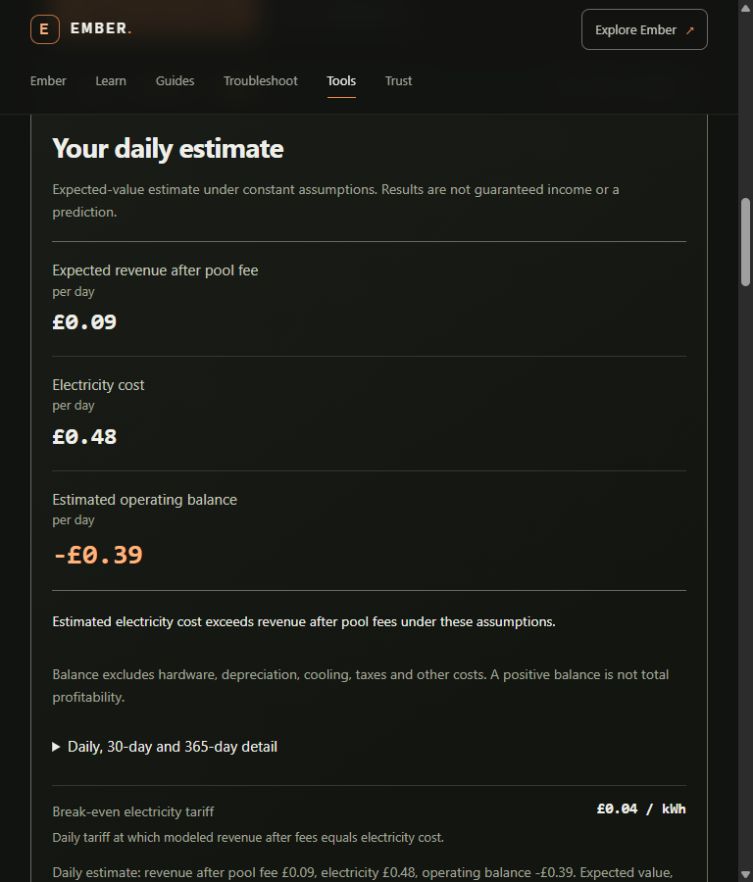 E EMBER.
Explore Ember ↗
Ember Learn Guides Troubleshoot Tools Trust
Your daily estimate
Expected-value estimate under constant assumptions. Results are not guaranteed income or a
prediction.
Expected revenue after pool fee
per day
£0.09
Electricity cost
per day
£0.48
Estimated operating balance
per day
-£0.39
Estimated electricity cost exceeds revenue after pool fees under these assumptions.
Balance excludes hardware, depreciation, cooling, taxes and other costs. A positive balance is not total
profitability.
▶ Daily, 30-day and 365-day detail
Break-even electricity tariff
£0.04 / kWh
Daily tariff at which modeled revenue after fees equals electricity cost.
Daily estimate: revenue after pool fee £0.09, electricity £0.48, operating balance -£0.39. Expected value,